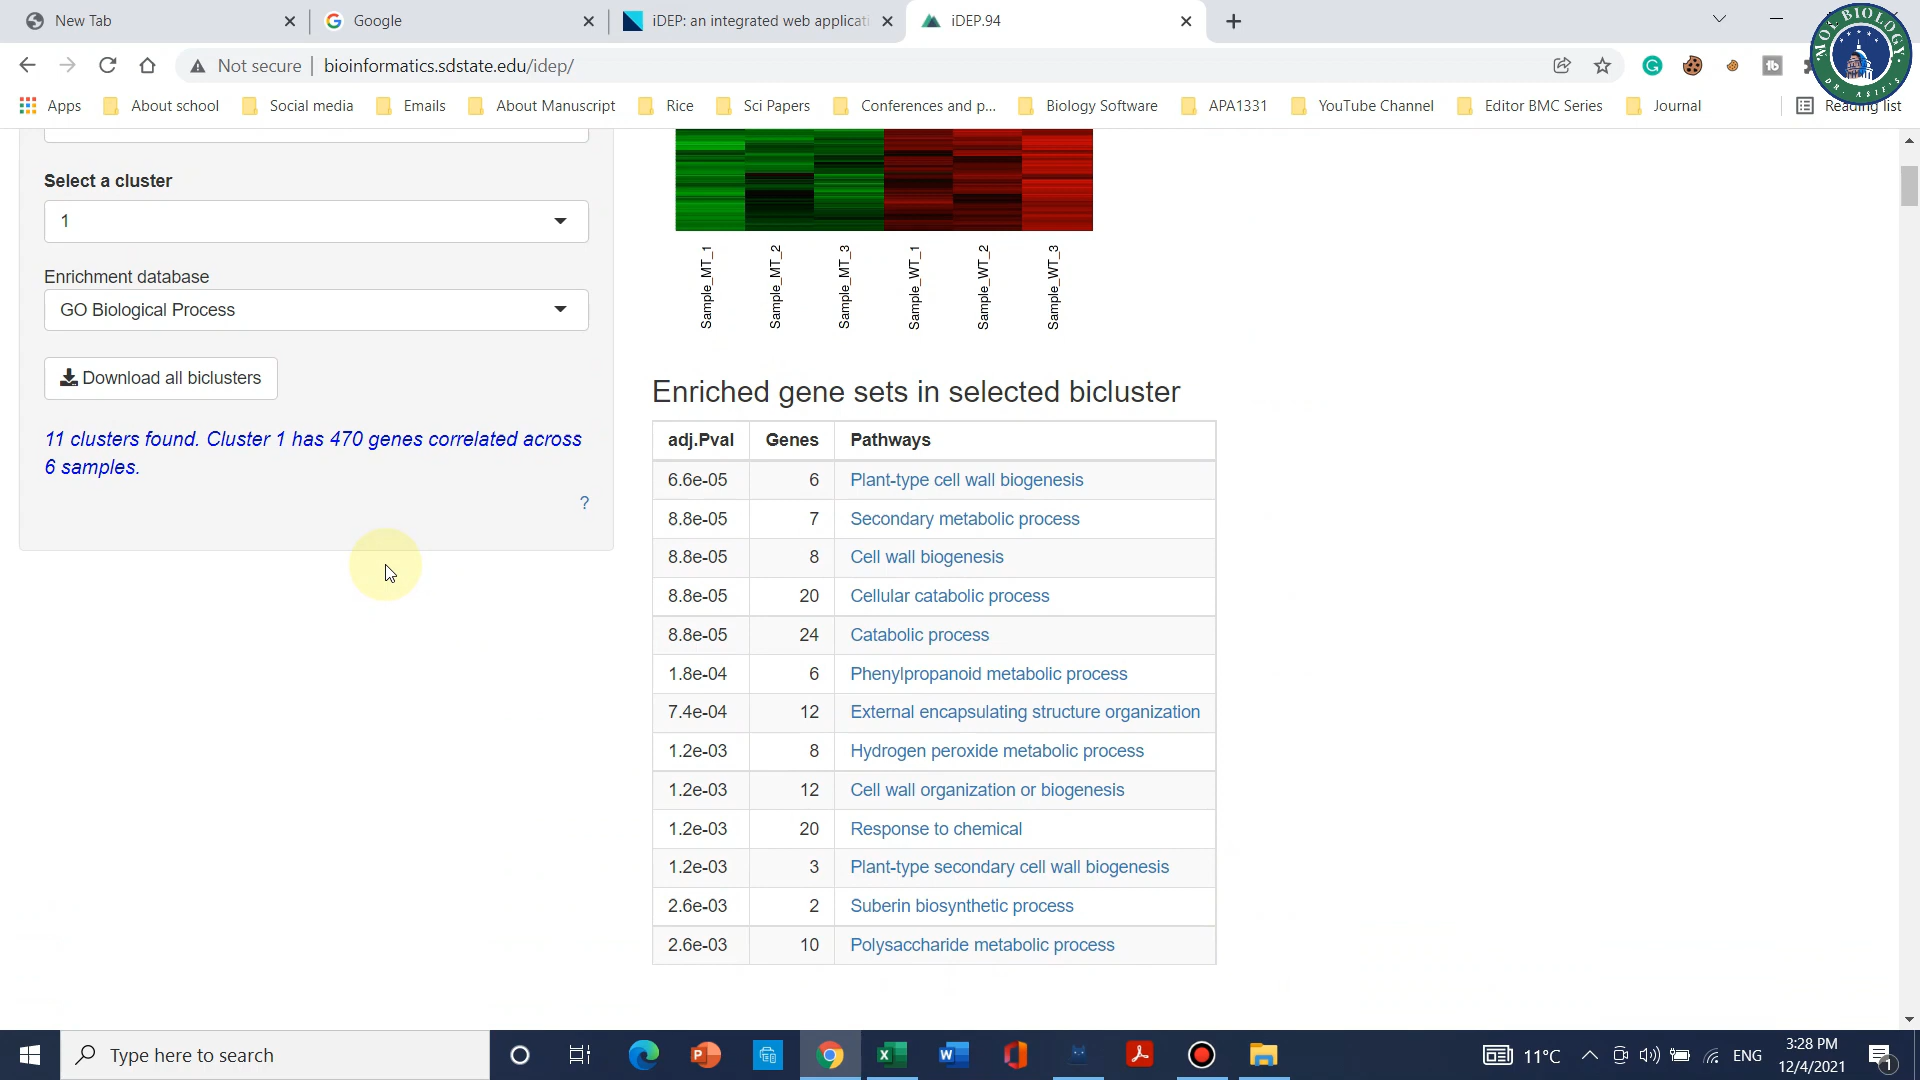 New Tab
Google
iDEP: an integrated web applicati
iDEP.94
Not secure
bioinformatics.sdstate.edu/idep/
MOY BIOLOGY
DR. ASIF
Apps
About school
Social media
Emails
About Manuscript
Rice
Sci Papers
Conferences and p...
Biology Software
APA1331
YouTube Channel
Editor BMC Series
Journal
Reading list
Select a cluster
1
Enrichment database
GO Biological Process
Download all biclusters
11 clusters found. Cluster 1 has 470 genes correlated across
6 samples.
?
Sample_MT_1
Sample_MT_2
Sample_MT_3
Sample_WT_1
Sample_WT_2
Sample_WT_3
Enriched gene sets in selected bicluster
adj.Pval Genes Pathways
6.6e-05 6 Plant-type cell wall biogenesis
8.8e-05 7 Secondary metabolic process
8.8e-05 8 Cell wall biogenesis
8.8e-05 20 Cellular catabolic process
8.8e-05 24 Catabolic process
1.8e-04 6 Phenylpropanoid metabolic process
7.4e-04 12 External encapsulating structure organization
1.2e-03 8 Hydrogen peroxide metabolic process
1.2e-03 12 Cell wall organization or biogenesis
1.2e-03 20 Response to chemical
1.2e-03 3 Plant-type secondary cell wall biogenesis
2.6e-03 2 Suberin biosynthetic process
2.6e-03 10 Polysaccharide metabolic process
Type here to search
11°C
ENG
3:28 PM
12/4/2021
1